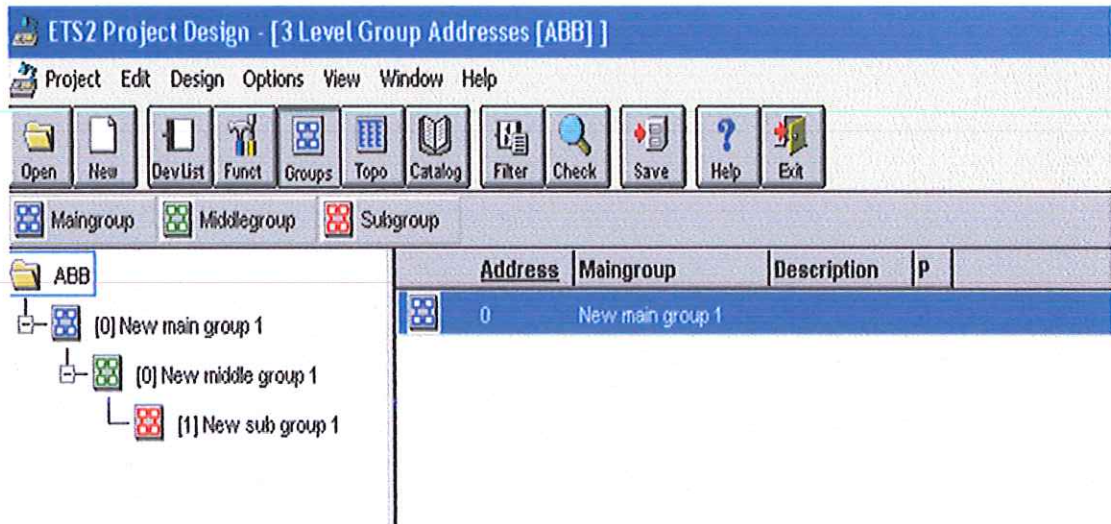 ETS2 Project Design - [3 Level Group Addresses [ABB] ]
Project Edit Design Options View Window Help
Open New DevList Funct Groups Topo Catalog Filter Check Save Help Exit
Maingroup Middlegroup Subgroup
ABB
[0] New main group 1
[0] New middle group 1
[1] New sub group 1
Address Maingroup Description P
0 New main group 1